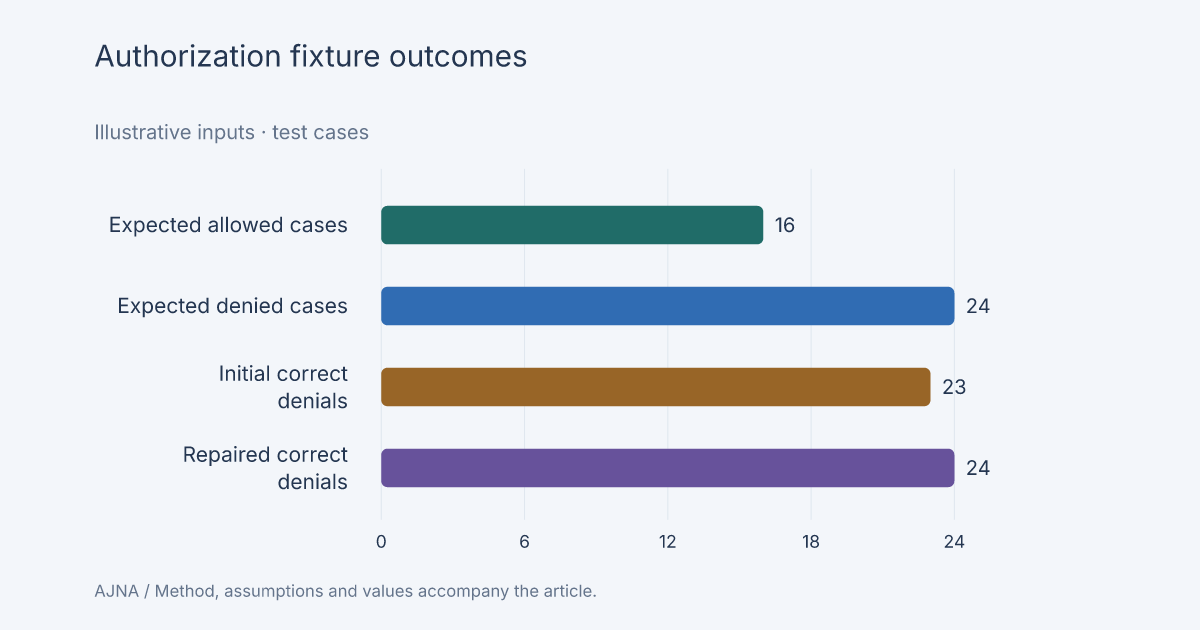 Authorization fixture outcomes
Illustrative inputs · test cases
Expected allowed cases
16
Expected denied cases
24
Initial correct
denials
23
Repaired correct
denials
24
0 6 12 18 24
AJNA / Method, assumptions and values accompany the article.